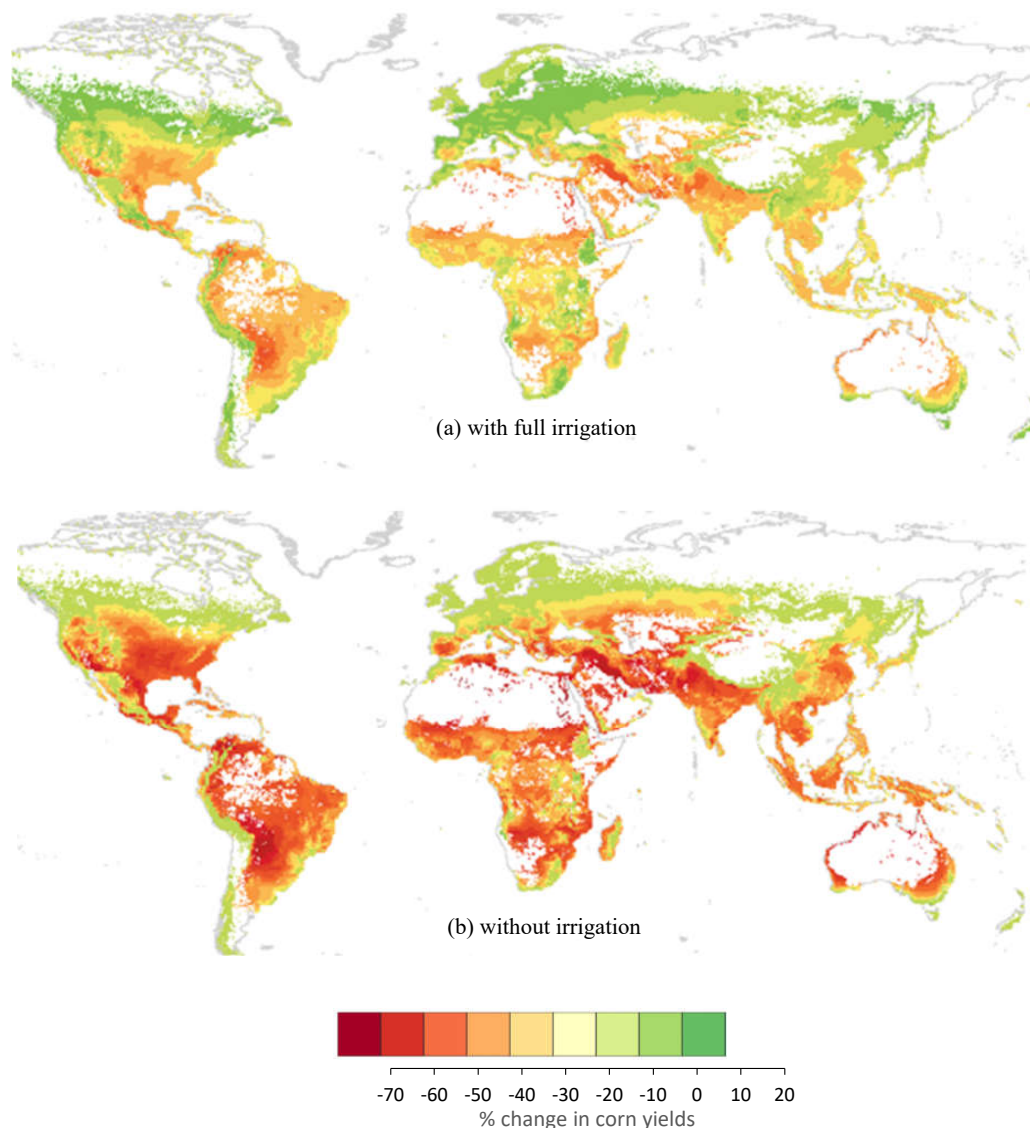 (a) with full irrigation
(b) without irrigation
-70 -60 -50 -40 -30 -20 -10 0 10 20
% change in corn yields